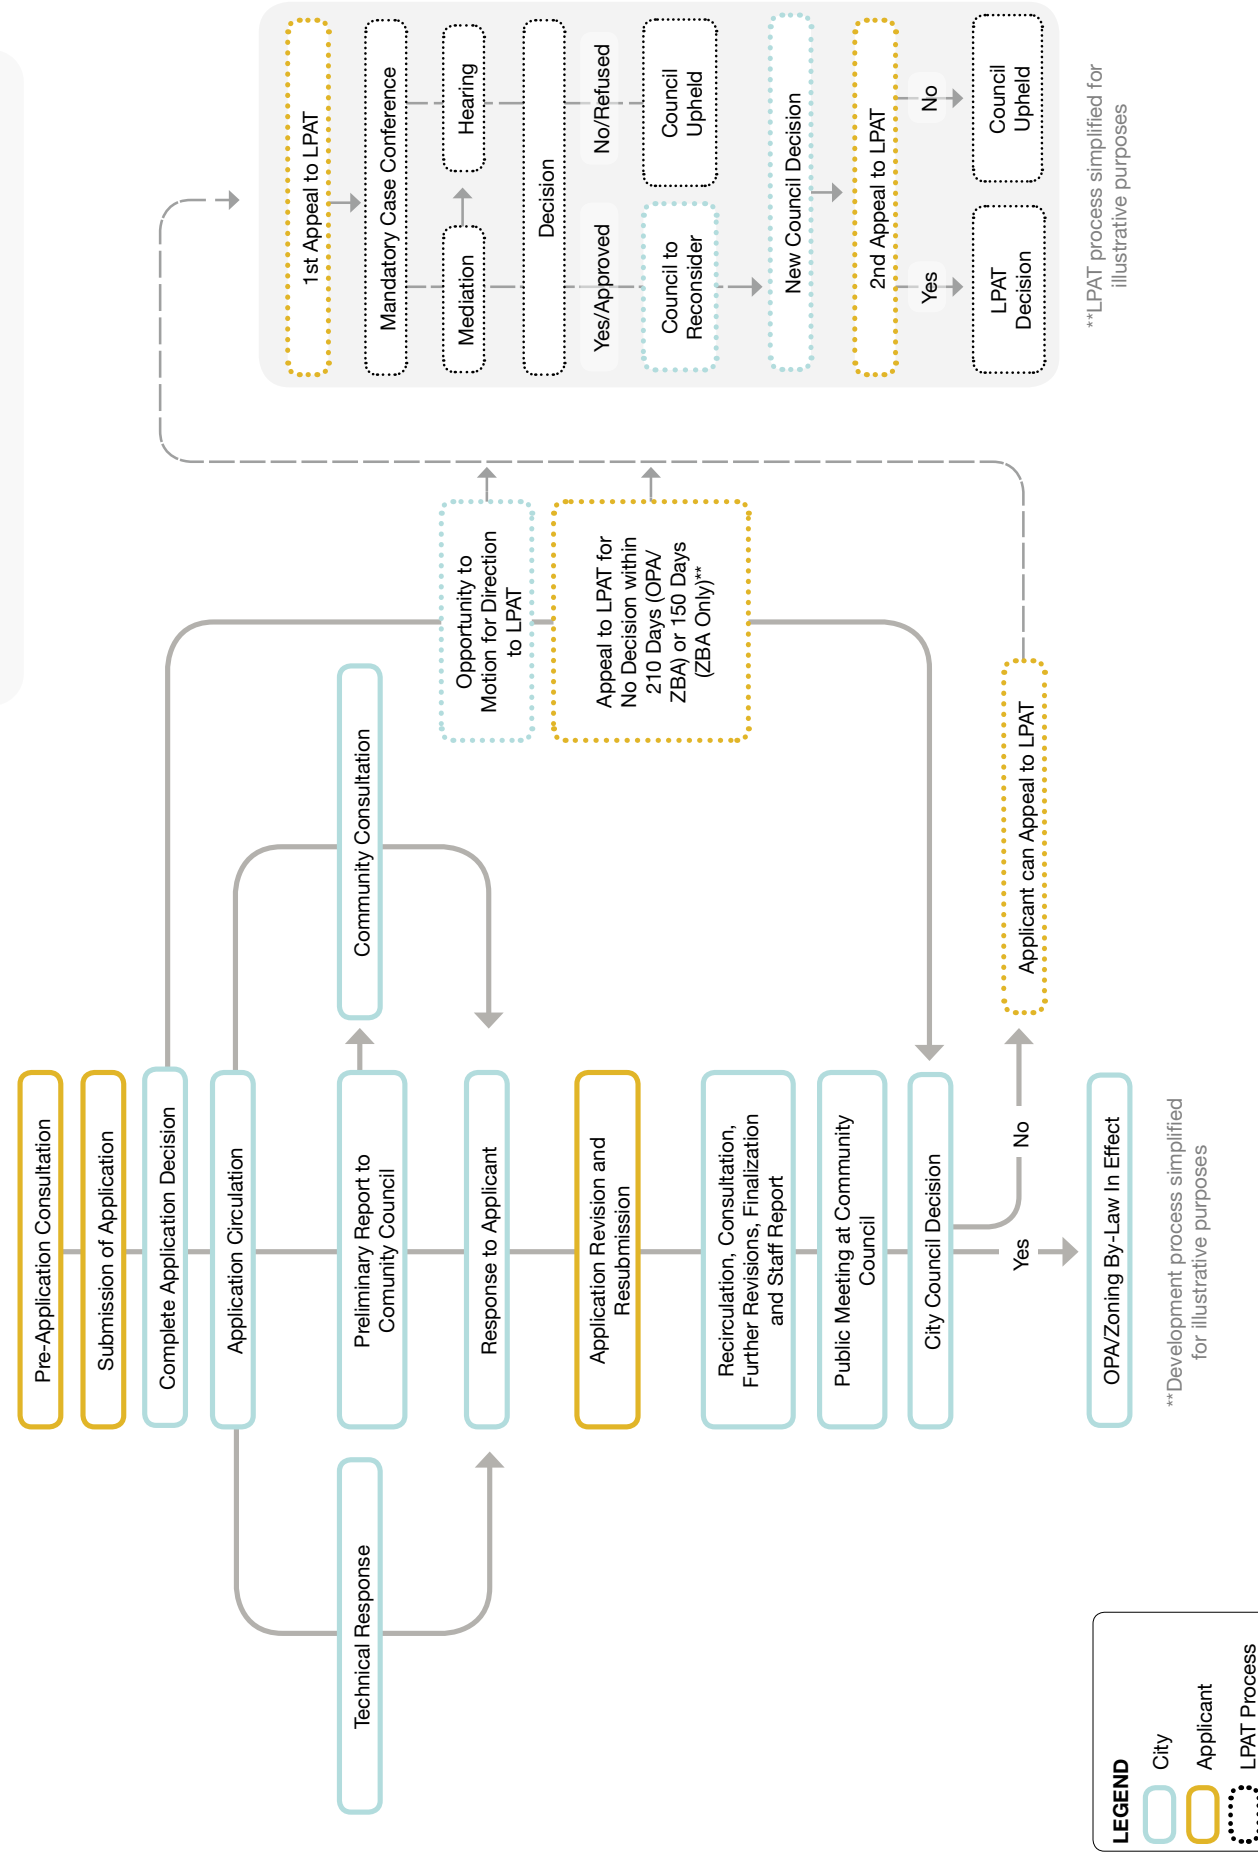 Pre-Application Consultation
Submission of Application
Complete Application Decision
Application Circulation
Technical Response
Preliminary Report to
Comunity Council
Community Consultation
Response to Applicant
Application Revision and
Resubmission
Recirculation, Consultation,
Further Revisions, Finalization
and Staff Report
Public Meeting at Community
Council
City Council Decision
Yes
No
OPA/Zoning By-Law In Effect
Applicant can Appeal to LPAT
**Development process simplified
for illustrative purposes
Opportunity to
Motion for Direction
to LPAT
Appeal to LPAT for
No Decision within
210 Days (OPA/
ZBA) or 150 Days
(ZBA Only)**
1st Appeal to LPAT
Mandatory Case Conference
Mediation
Hearing
Decision
Yes/Approved
No/Refused
Council to
Reconsider
Council
Upheld
New Council Decision
2nd Appeal to LPAT
Yes
No
LPAT
Decision
Council
Upheld
**LPAT process simplified for
illustrative purposes
LEGEND
City
Applicant
LPAT Process